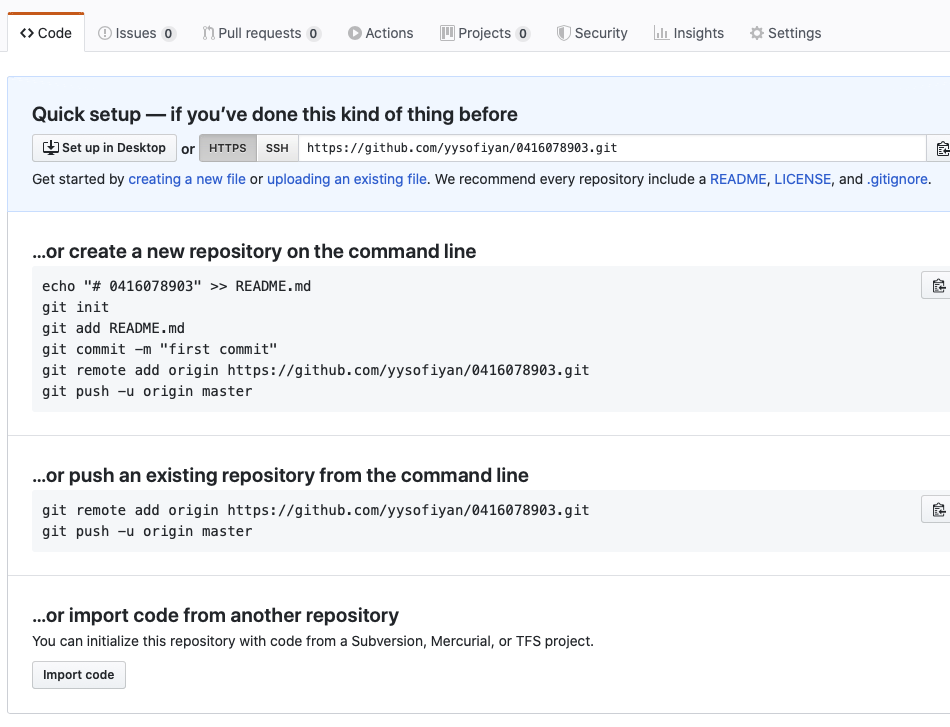 Code Issues 0 Pull requests 0 Actions Projects 0 Security Insights Settings
Quick setup — if you’ve done this kind of thing before
Set up in Desktop or HTTPS SSH https://github.com/yysofiyan/0416078903.git
Get started by creating a new file or uploading an existing file. We recommend every repository include a README, LICENSE, and .gitignore.
…or create a new repository on the command line
echo "# 0416078903" >> README.md
git init
git add README.md
git commit -m "first commit"
git remote add origin https://github.com/yysofiyan/0416078903.git
git push -u origin master
…or push an existing repository from the command line
git remote add origin https://github.com/yysofiyan/0416078903.git
git push -u origin master
…or import code from another repository
You can initialize this repository with code from a Subversion, Mercurial, or TFS project.
Import code